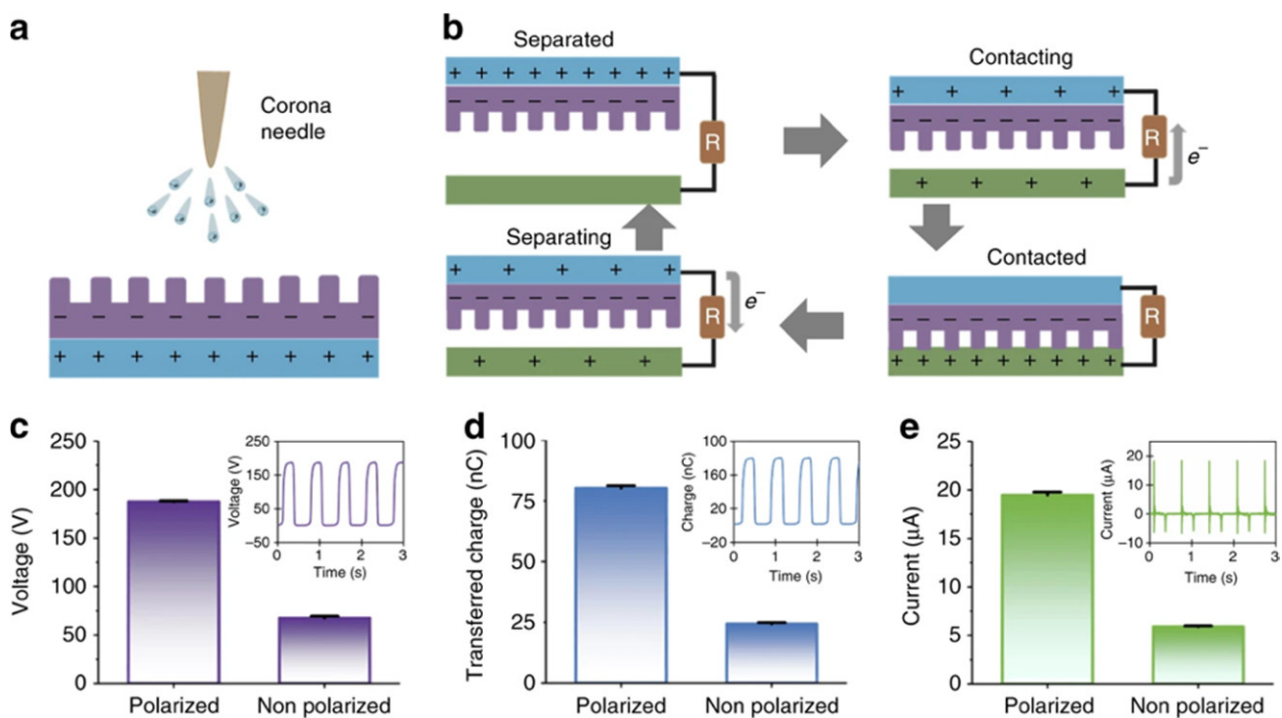 a
Corona
needle
b
Separated
+ + + + + + + + +
− − − − − − − − −
R
Contacting
+ + + + +
− − − − − − − − −
R
e−
+ + + +
Separating
+ + + + +
− − − − − − − − −
R
e−
+ + + +
Contacted
− − − − − − − − −
R
+ + + + + + + + +
− − − − − − − − −
+ + + + + + + + +
c
Voltage (V)
250
200
150
100
50
0
Polarized
Non polarized
Voltage (V)
250
150
50
−50
0 1 2 3
Time (s)
d
Transferred charge (nC)
100
75
50
25
0
Polarized
Non polarized
Charge (nC)
100
160
20
−20
0 1 2 3
Time (s)
e
Current (μA)
25
20
15
10
5
0
Polarized
Non polarized
Current (μA)
20
10
0
−10
0 1 2 3
Time (s)